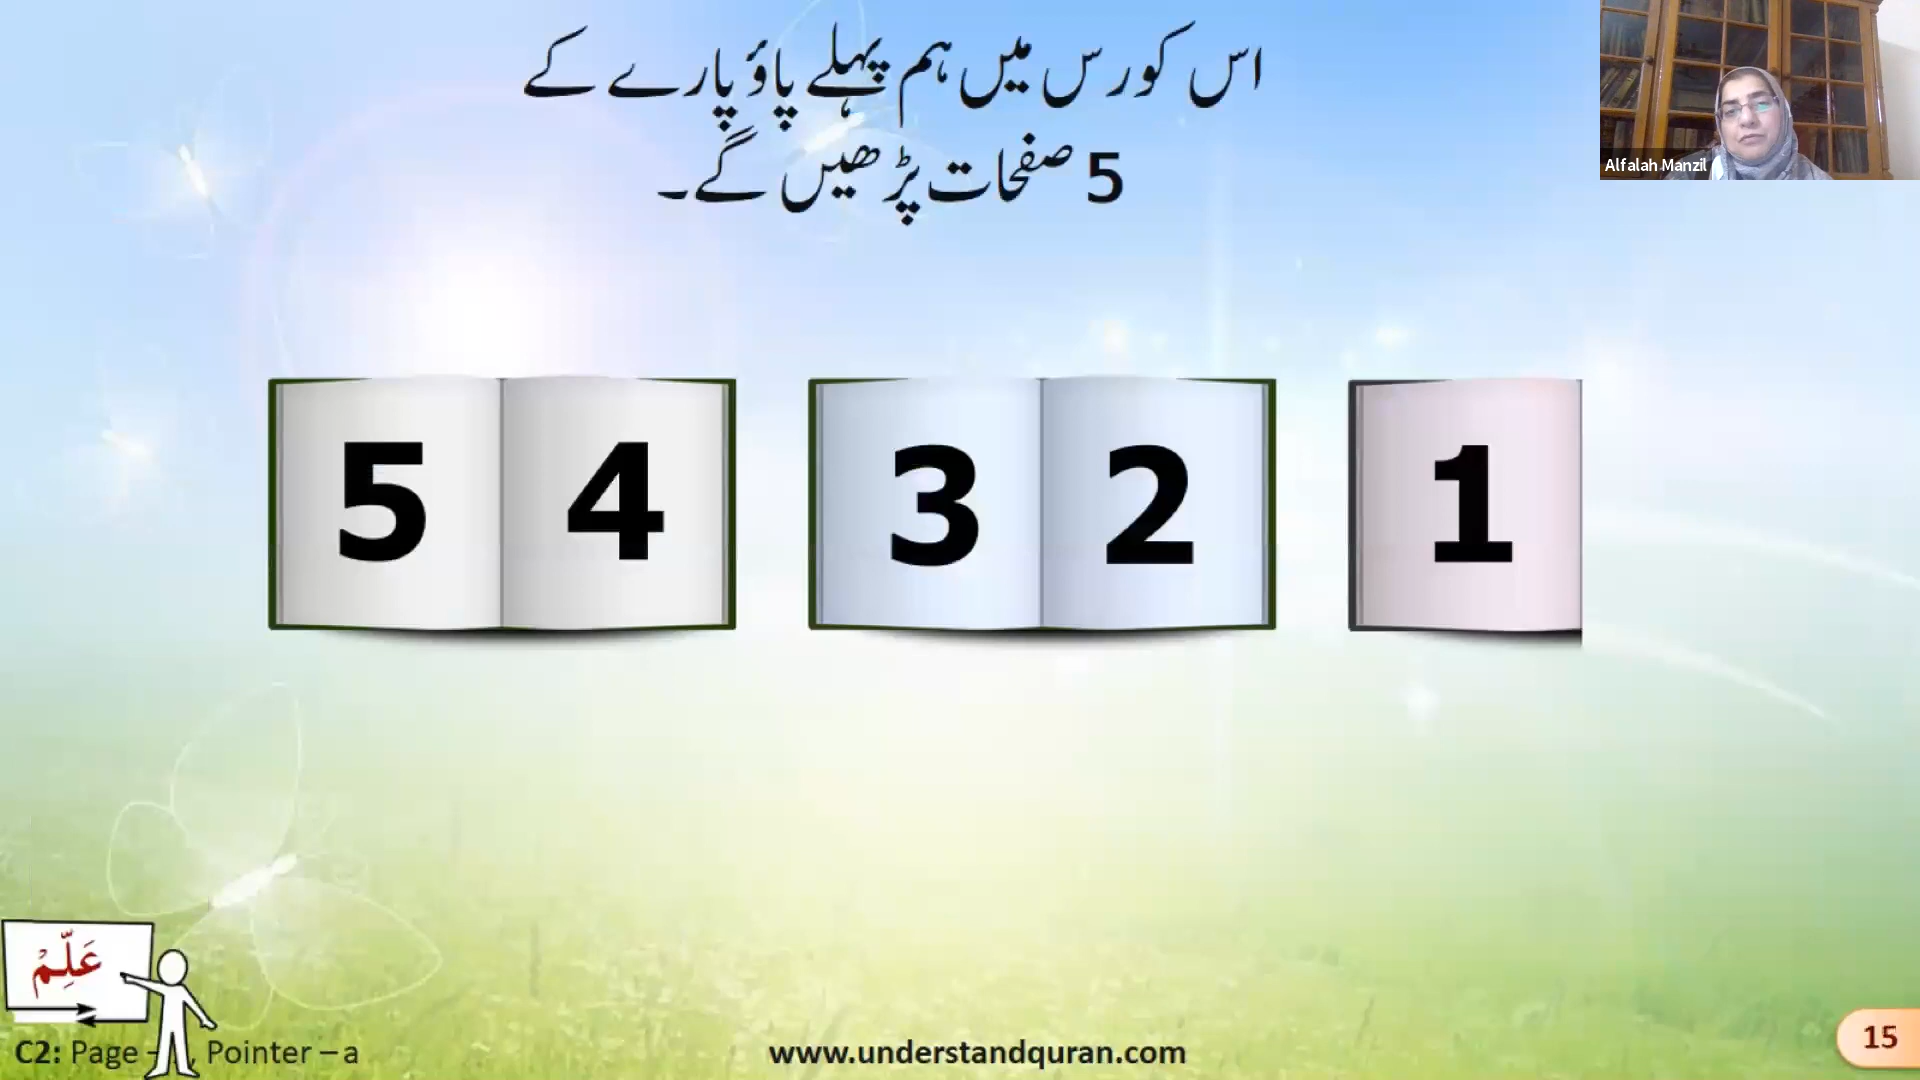 اس کورس میں ہم پہلے پاؤ پارے کے
5 صفحات پڑھیں گے۔
Alfalah Manzil
5 4 3 2 1
عَلِّمْ
C2: Page – , Pointer – a
www.understandquran.com
15